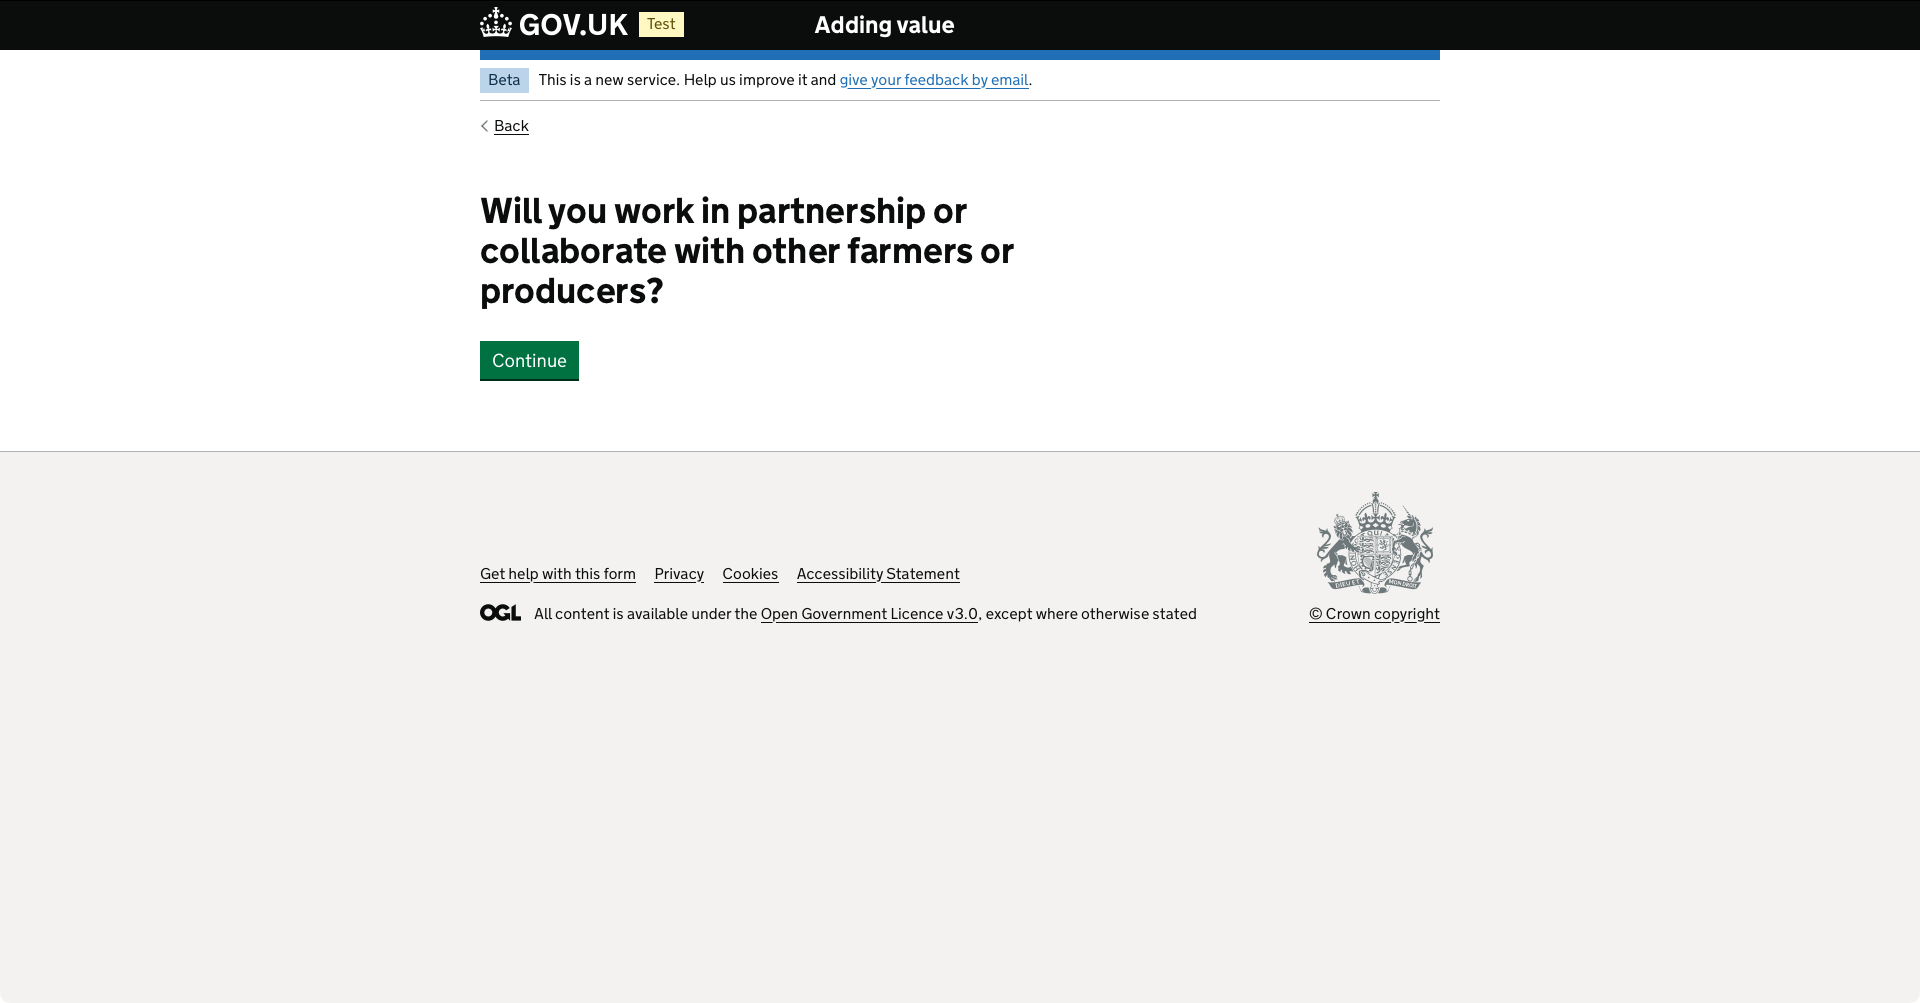 GOV.UK Test Adding value
Beta This is a new service. Help us improve it and give your feedback by email.
Back
Will you work in partnership or
collaborate with other farmers or
producers?
Continue
Get help with this form Privacy Cookies Accessibility Statement
OGL All content is available under the Open Government Licence v3.0, except where otherwise stated
© Crown copyright